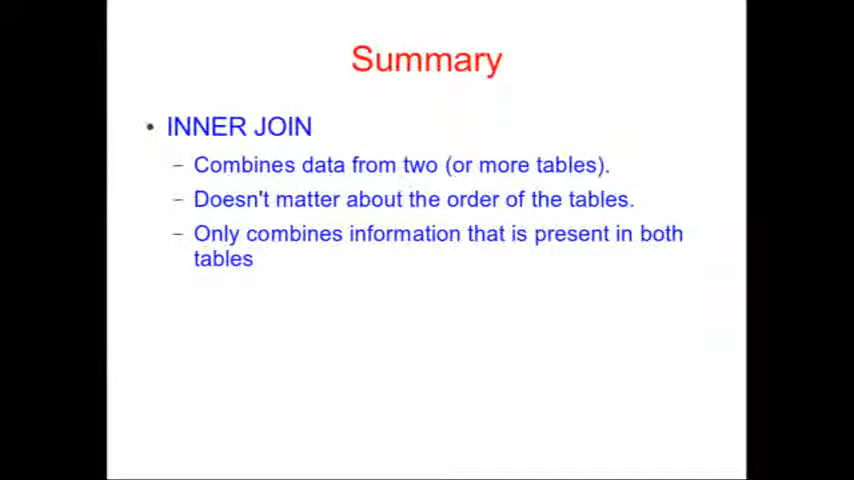 Summary
• INNER JOIN
– Combines data from two (or more tables).
– Doesn't matter about the order of the tables.
– Only combines information that is present in both
tables